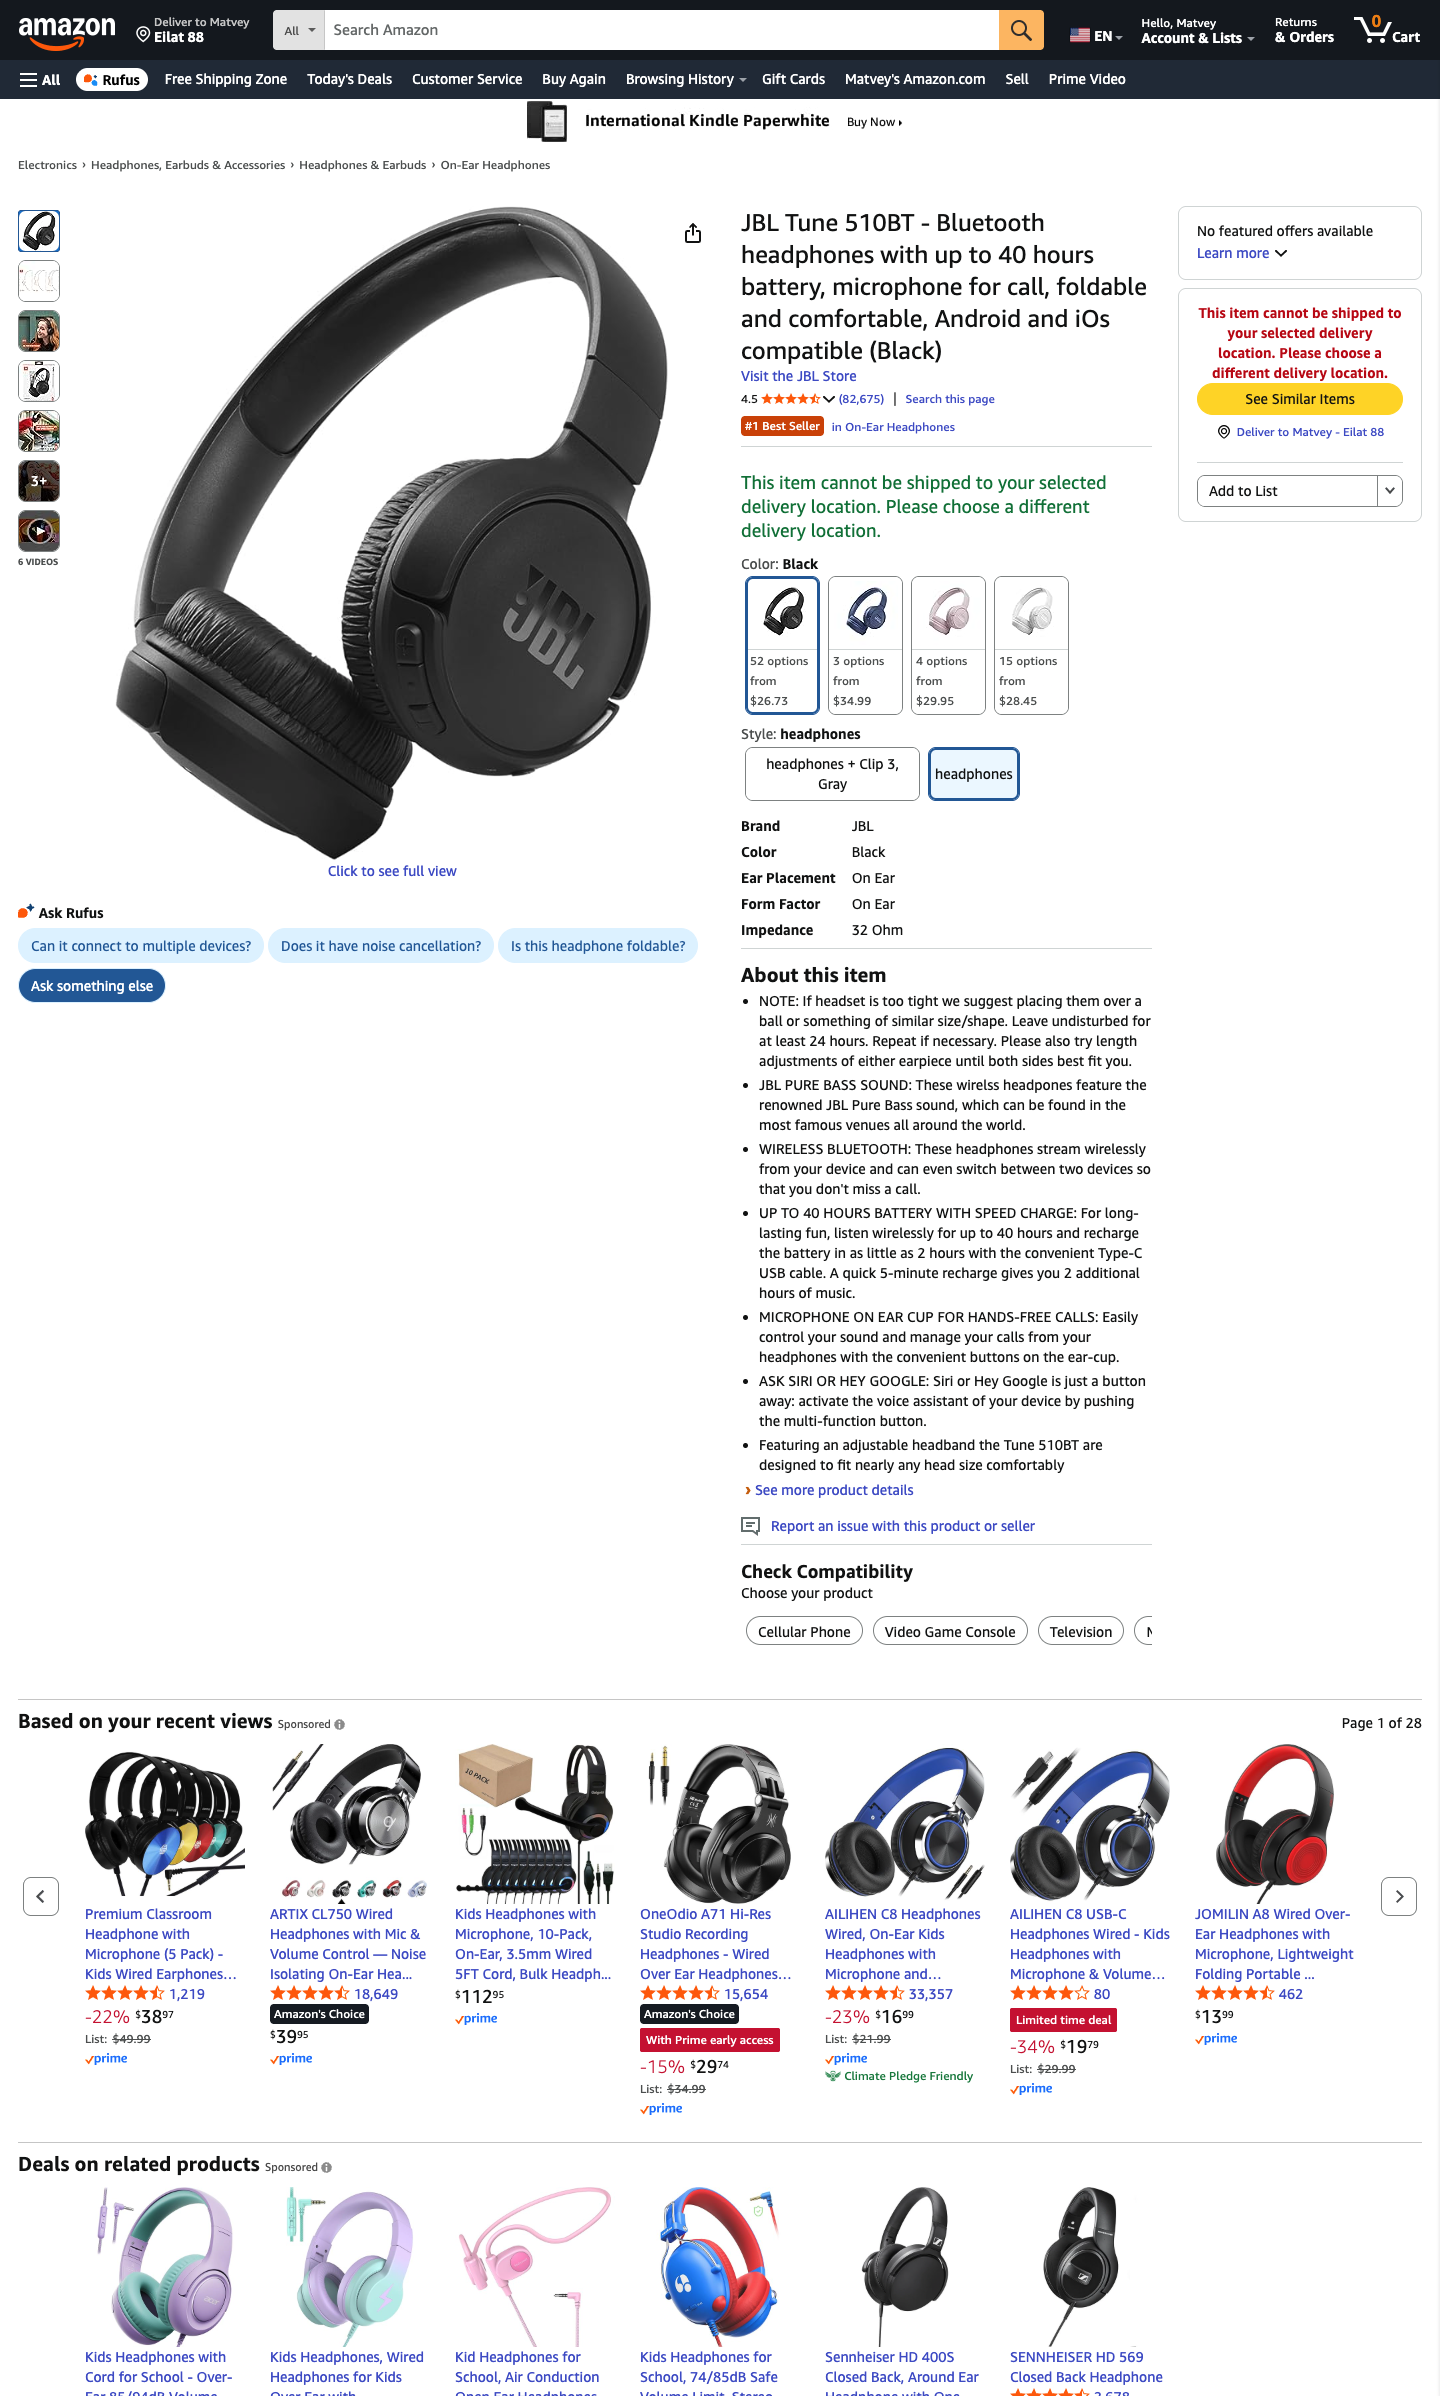 amazon
Deliver to Matvey
Eilat 88
All
Search Amazon
EN
Hello, Matvey
Account & Lists
Returns
& Orders
0
Cart
All
Rufus
Free Shipping Zone
Today's Deals
Customer Service
Buy Again
Browsing History
Gift Cards
Matvey's Amazon.com
Sell
Prime Video
International Kindle Paperwhite
Buy Now
Electronics › Headphones, Earbuds & Accessories › Headphones & Earbuds › On-Ear Headphones
3+
6 VIDEOS
JBL
Click to see full view
Ask Rufus
Can it connect to multiple devices?
Does it have noise cancellation?
Is this headphone foldable?
Ask something else
JBL Tune 510BT - Bluetooth
headphones with up to 40 hours
battery, microphone for call, foldable
and comfortable, Android and iOs
compatible (Black)
Visit the JBL Store
4.5 (82,675) | Search this page
#1 Best Seller in On-Ear Headphones
This item cannot be shipped to your selected
delivery location. Please choose a different
delivery location.
Color: Black
52 options
from
$26.73
3 options
from
$34.99
4 options
from
$29.95
15 options
from
$28.45
Style: headphones
headphones + Clip 3,
Gray
headphones
Brand JBL
Color Black
Ear Placement On Ear
Form Factor On Ear
Impedance 32 Ohm
About this item
• NOTE: If headset is too tight we suggest placing them over a
ball or something of similar size/shape. Leave undisturbed for
at least 24 hours. Repeat if necessary. Please also try length
adjustments of either earpiece until both sides best fit you.
• JBL PURE BASS SOUND: These wirelss headpones feature the
renowned JBL Pure Bass sound, which can be found in the
most famous venues all around the world.
• WIRELESS BLUETOOTH: These headphones stream wirelessly
from your device and can even switch between two devices so
that you don't miss a call.
• UP TO 40 HOURS BATTERY WITH SPEED CHARGE: For long-
lasting fun, listen wirelessly for up to 40 hours and recharge
the battery in as little as 2 hours with the convenient Type-C
USB cable. A quick 5-minute recharge gives you 2 additional
hours of music.
• MICROPHONE ON EAR CUP FOR HANDS-FREE CALLS: Easily
control your sound and manage your calls from your
headphones with the convenient buttons on the ear-cup.
• ASK SIRI OR HEY GOOGLE: Siri or Hey Google is just a button
away: activate the voice assistant of your device by pushing
the multi-function button.
• Featuring an adjustable headband the Tune 510BT are
designed to fit nearly any head size comfortably
› See more product details
Report an issue with this product or seller
Check Compatibility
Choose your product
Cellular Phone
Video Game Console
Television
No featured offers available
Learn more
This item cannot be shipped to
your selected delivery
location. Please choose a
different delivery location.
See Similar Items
Deliver to Matvey - Eilat 88
Add to List
Based on your recent views Sponsored
Page 1 of 28
Premium Classroom
Headphone with
Microphone (5 Pack) -
Kids Wired Earphones…
1,219
-22% $38.97
List: $49.99
prime
ARTIX CL750 Wired
Headphones with Mic &
Volume Control — Noise
Isolating On-Ear Hea...
18,649
Amazon's Choice
$39.95
prime
10 PACK
Kids Headphones with
Microphone, 10-Pack,
On-Ear, 3.5mm Wired
5FT Cord, Bulk Headph...
$112.95
prime
OneOdio A71 Hi-Res
Studio Recording
Headphones - Wired
Over Ear Headphones…
15,654
Amazon's Choice
With Prime early access
-15% $29.74
List: $34.99
prime
AILIHEN C8 Headphones
Wired, On-Ear Kids
Headphones with
Microphone and…
33,357
-23% $16.99
List: $21.99
prime
Climate Pledge Friendly
AILIHEN C8 USB-C
Headphones Wired - Kids
Headphones with
Microphone & Volume…
80
Limited time deal
-34% $19.79
List: $29.99
prime
JOMILIN A8 Wired Over-
Ear Headphones with
Microphone, Lightweight
Folding Portable ...
462
$13.99
prime
Deals on related products Sponsored
Kids Headphones with
Cord for School - Over-
Ear 85/94dB Volume
Kids Headphones, Wired
Headphones for Kids
Over Ear with
Kid Headphones for
School, Air Conduction
Open Ear Headphones
Kids Headphones for
School, 74/85dB Safe
Volume Limit, Stereo
Sennheiser HD 400S
Closed Back, Around Ear
Headphone with One
SENNHEISER HD 569
Closed Back Headphone
2,678